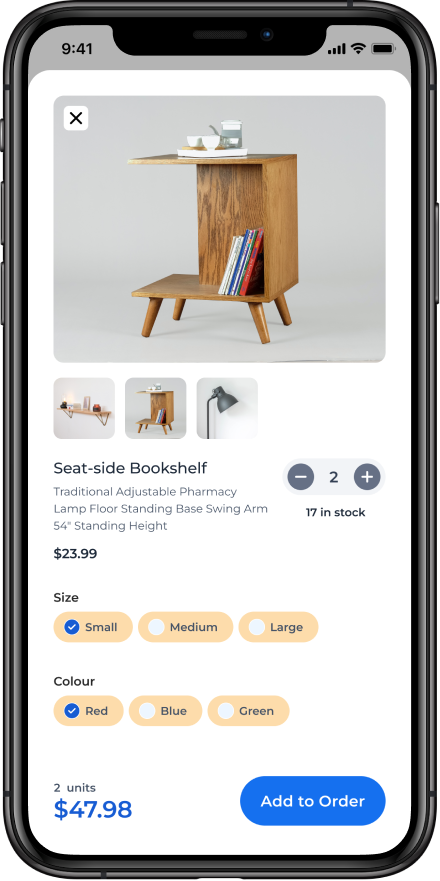 9:41
Seat-side Bookshelf
2
Traditional Adjustable Pharmacy
Lamp Floor Standing Base Swing Arm
54" Standing Height
17 in stock
$23.99
Size
Small Medium Large
Colour
Red Blue Green
2 units
$47.98
Add to Order